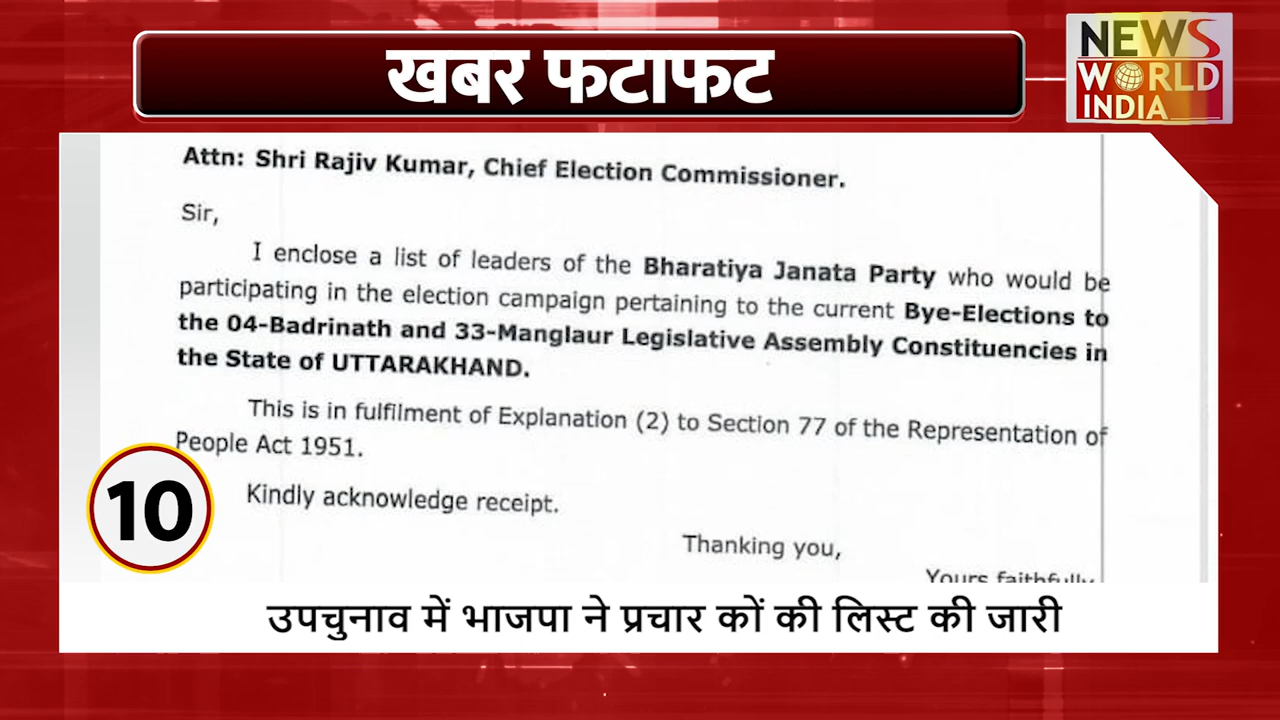 खबर फटाफट
NEWS
WORLD
INDIA
Attn: Shri Rajiv Kumar, Chief Election Commissioner.
Sir,
I enclose a list of leaders of the Bharatiya Janata Party who would be
participating in the election campaign pertaining to the current Bye-Elections to
the 04-Badrinath and 33-Manglaur Legislative Assembly Constituencies in
the State of UTTARAKHAND.
This is in fulfilment of Explanation (2) to Section 77 of the Representation of
People Act 1951.
Kindly acknowledge receipt.
Thanking you,
Yours faithfully,
10
उपचुनाव में भाजपा ने प्रचार कों की लिस्ट की जारी